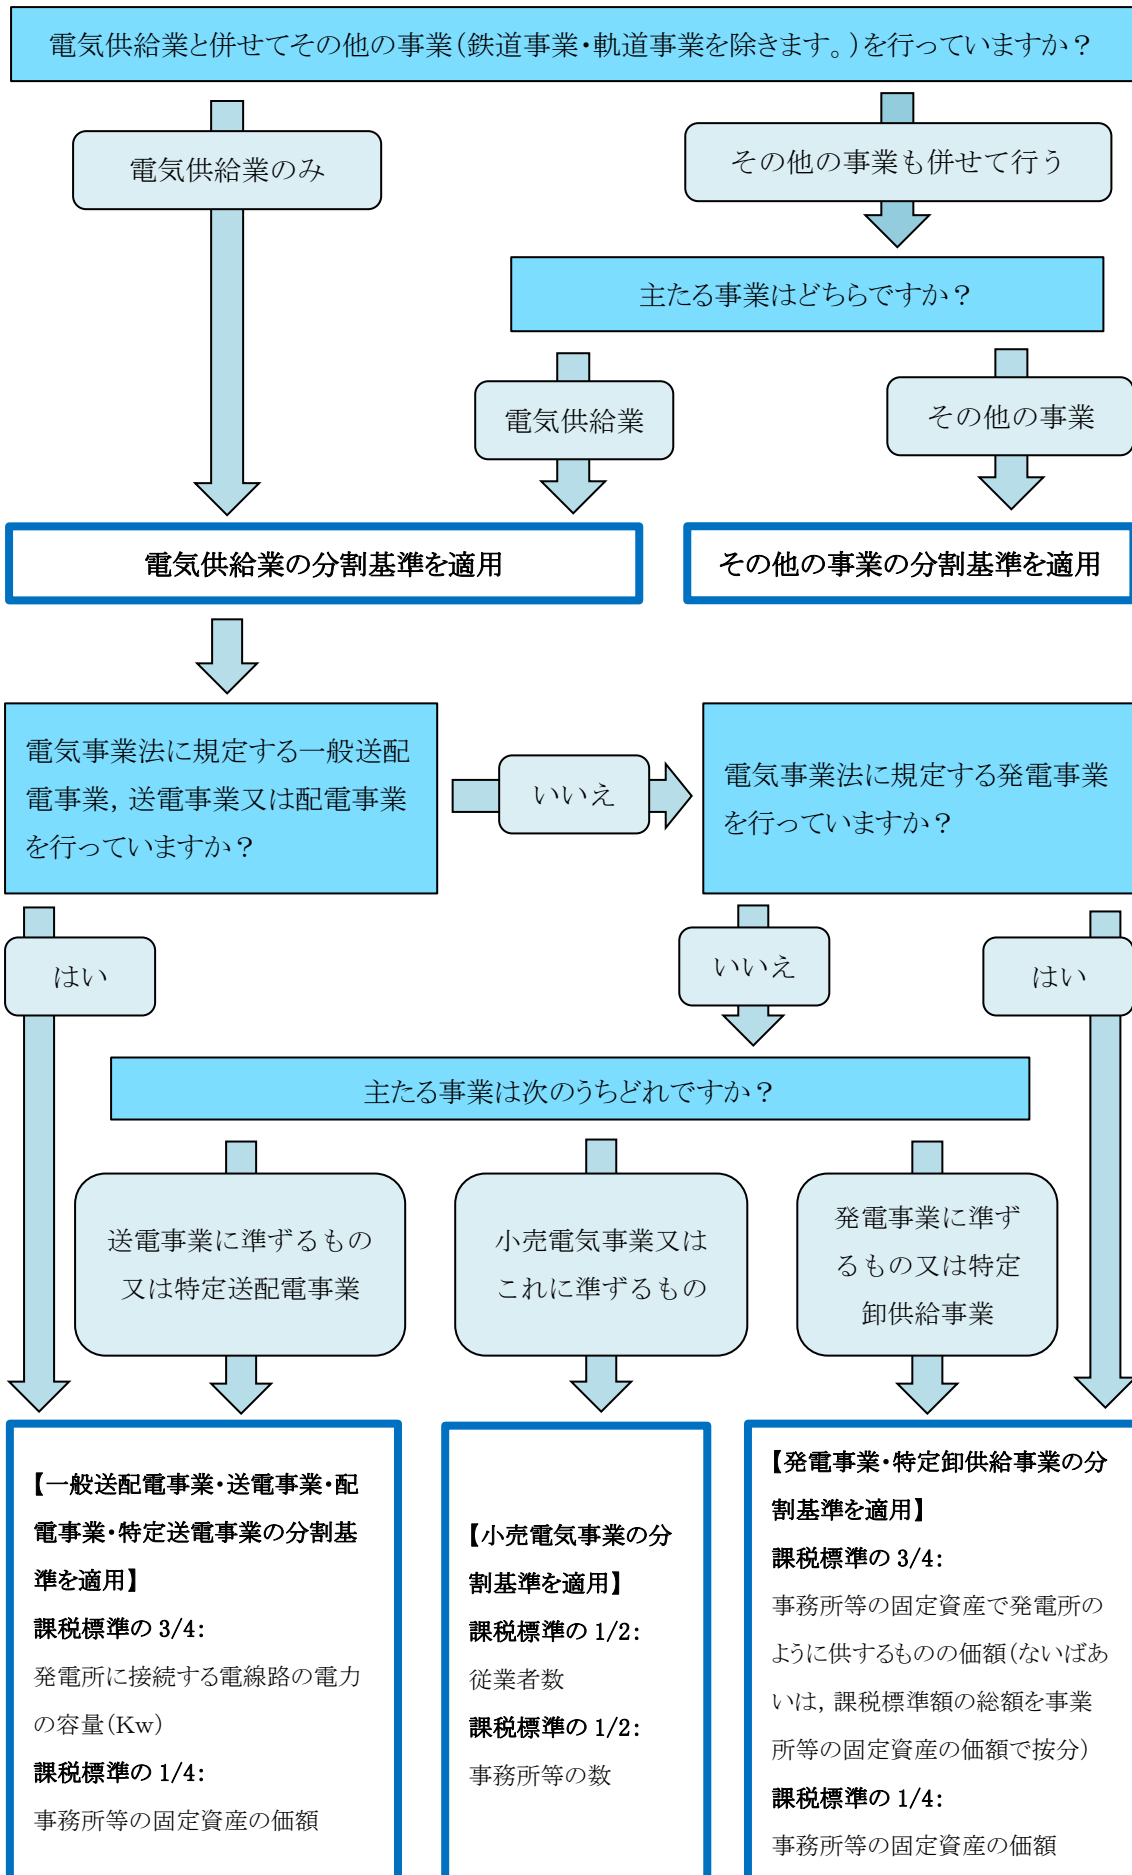 電気供給業と併せてその他の事業（鉄道事業・軌道事業を除きます。）を行っていますか？
電気供給業のみ
その他の事業も併せて行う
主たる事業はどちらですか？
電気供給業
その他の事業
電気供給業の分割基準を適用
その他の事業の分割基準を適用
電気事業法に規定する一般送配
電事業，送電事業又は配電事業
を行っていますか？
いいえ
電気事業法に規定する発電事業
を行っていますか？
はい
いいえ
はい
主たる事業は次のうちどれですか？
送電事業に準ずるもの
又は特定送配電事業
小売電気事業又は
これに準ずるもの
発電事業に準ず
るもの又は特定
卸供給事業
【一般送配電事業・送電事業・配
電事業・特定送電事業の分割基
準を適用】
課税標準の 3/4：
発電所に接続する電線路の電力
の容量（Kw）
課税標準の 1/4：
事務所等の固定資産の価額
【小売電気事業の分
割基準を適用】
課税標準の 1/2：
従業者数
課税標準の 1/2：
事務所等の数
【発電事業・特定卸供給事業の分
割基準を適用】
課税標準の 3/4：
事務所等の固定資産で発電所の
ように供するものの価額（ないばあ
いは，課税標準額の総額を事業
所等の固定資産の価額で按分）
課税標準の 1/4：
事務所等の固定資産の価額